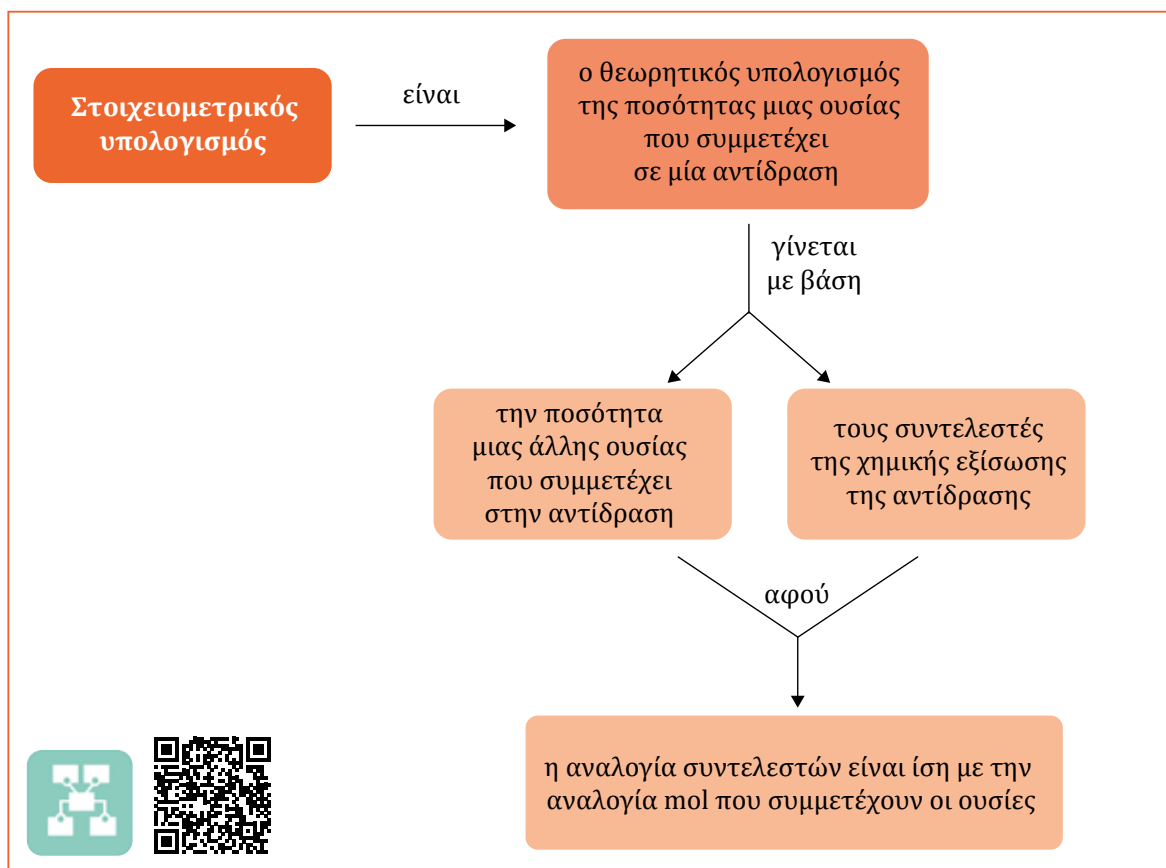 Στοιχειομετρικός
υπολογισμός
είναι
ο θεωρητικός υπολογισμός
της ποσότητας μιας ουσίας
που συμμετέχει
σε μία αντίδραση
γίνεται
με βάση
την ποσότητα
μιας άλλης ουσίας
που συμμετέχει
στην αντίδραση
τους συντελεστές
της χημικής εξίσωσης
της αντίδρασης
αφού
η αναλογία συντελεστών είναι ίση με την
αναλογία mol που συμμετέχουν οι ουσίες